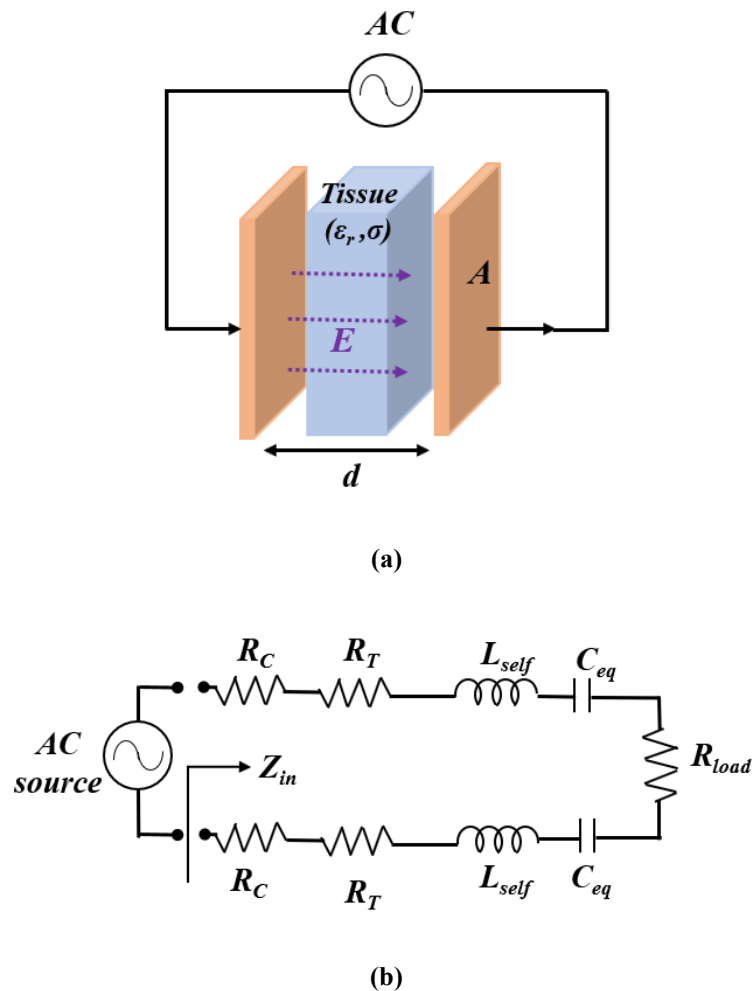 AC
Tissue
(εr ,σ)
A
E
d
(a)
RC
RT
Lself
Ceq
AC
source
Zin
Rload
RC
RT
Lself
Ceq
(b)